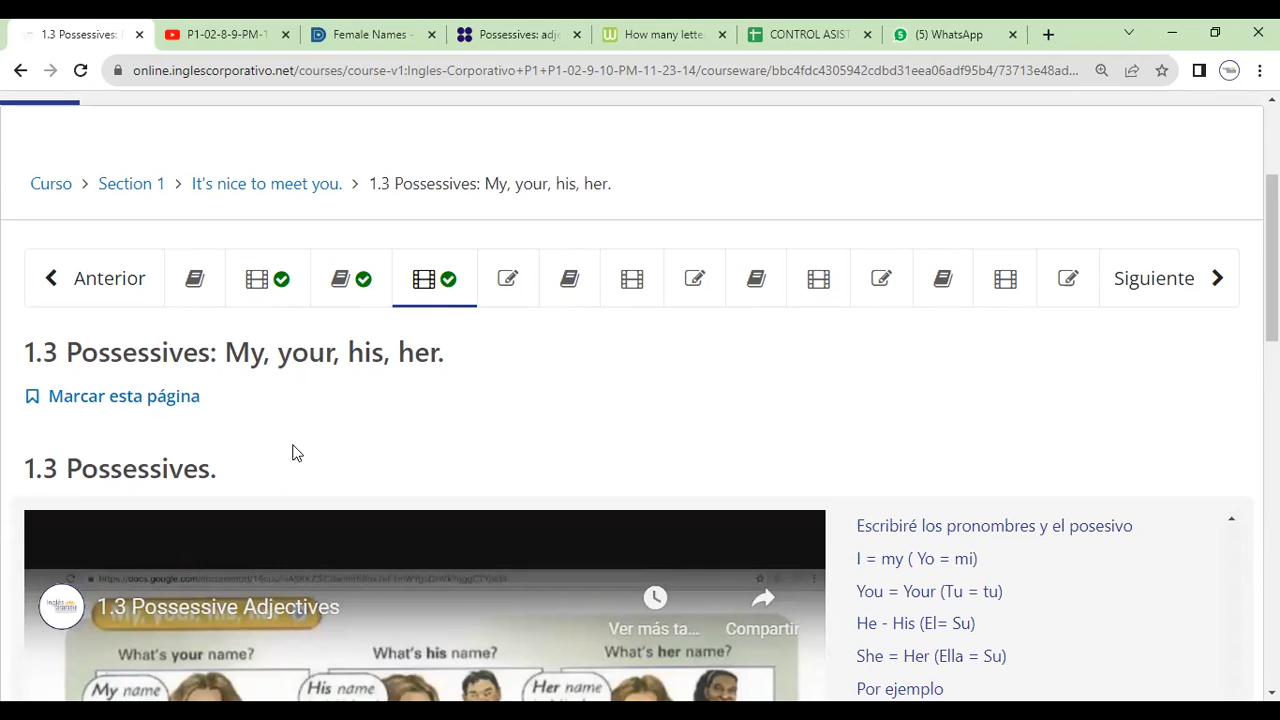 1.3 Possessives:
P1-02-8-9-PM-1
Female Names -
Possessives: adj
How many lette
CONTROL ASIST
(5) WhatsApp
online.inglescorporativo.net/courses/course-v1:Ingles-Corporativo+P1+P1-02-9-10-PM-11-23-14/courseware/bbc4fdc4305942cdbd31eea06adf95b4/73713e48ad...
Curso > Section 1 > It's nice to meet you. > 1.3 Possessives: My, your, his, her.
Anterior
Siguiente
1.3 Possessives: My, your, his, her.
Marcar esta página
1.3 Possessives.
1.3 Possessive Adjectives
Ver más ta...
Compartir
What's your name?
What's his name?
What's her name?
My name
His name
Her name
Escribiré los pronombres y el posesivo
I = my ( Yo = mi)
You = Your (Tu = tu)
He - His (El= Su)
She = Her (Ella = Su)
Por ejemplo